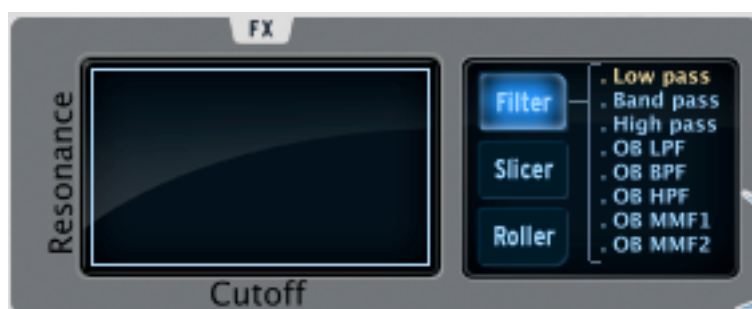 FX
Resonance
Cutoff
Filter
Slicer
Roller
. Low pass
. Band pass
. High pass
. OB LPF
. OB BPF
. OB HPF
. OB MMF1
. OB MMF2